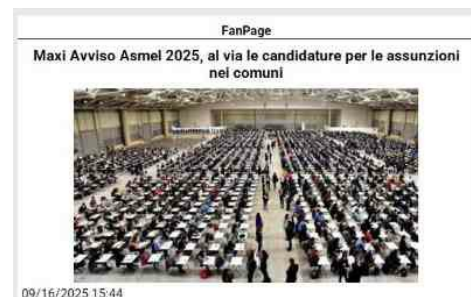 FanPage
Maxi Avviso Asmel 2025, al via le candidature per le assunzioni
nei comuni
09/16/2025 15:44